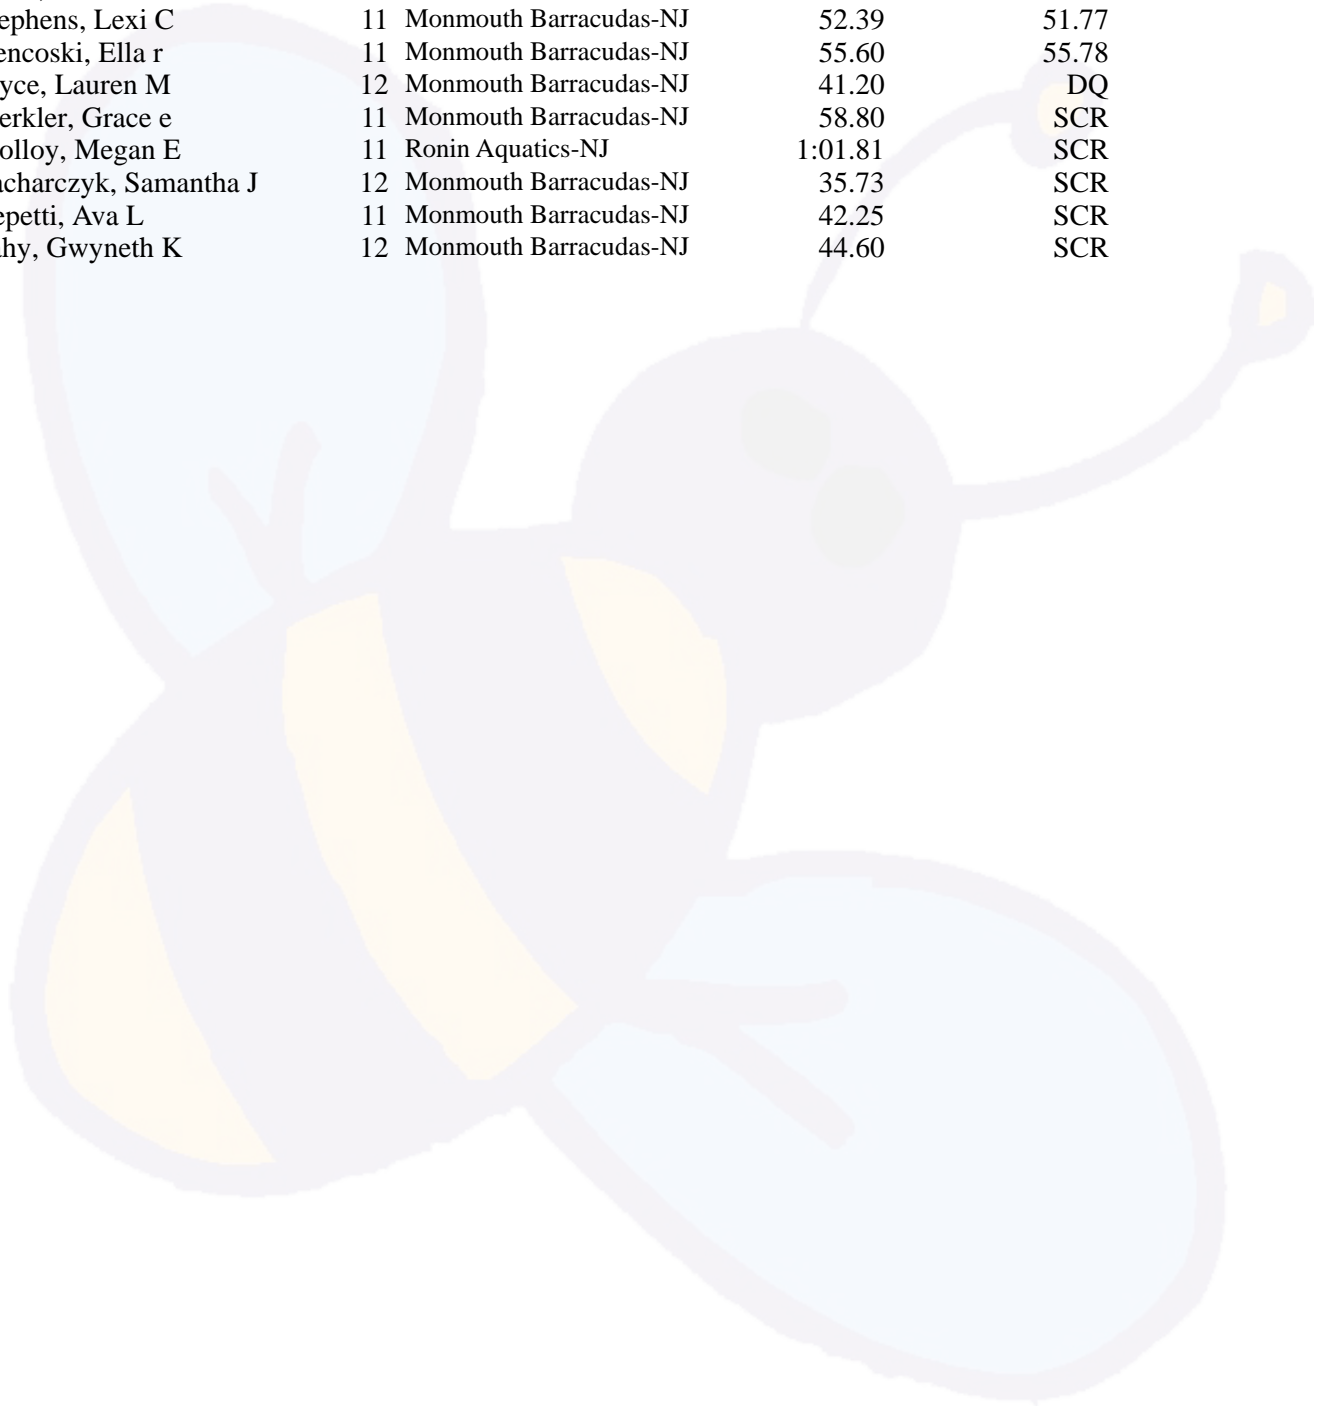 ephens, Lexi C 11 Monmouth Barracudas-NJ 52.39 51.77
encoski, Ella r 11 Monmouth Barracudas-NJ 55.60 55.78
yce, Lauren M 12 Monmouth Barracudas-NJ 41.20 DQ
erkler, Grace e 11 Monmouth Barracudas-NJ 58.80 SCR
olloy, Megan E 11 Ronin Aquatics-NJ 1:01.81 SCR
acharczyk, Samantha J 12 Monmouth Barracudas-NJ 35.73 SCR
epetti, Ava L 11 Monmouth Barracudas-NJ 42.25 SCR
ahy, Gwyneth K 12 Monmouth Barracudas-NJ 44.60 SCR